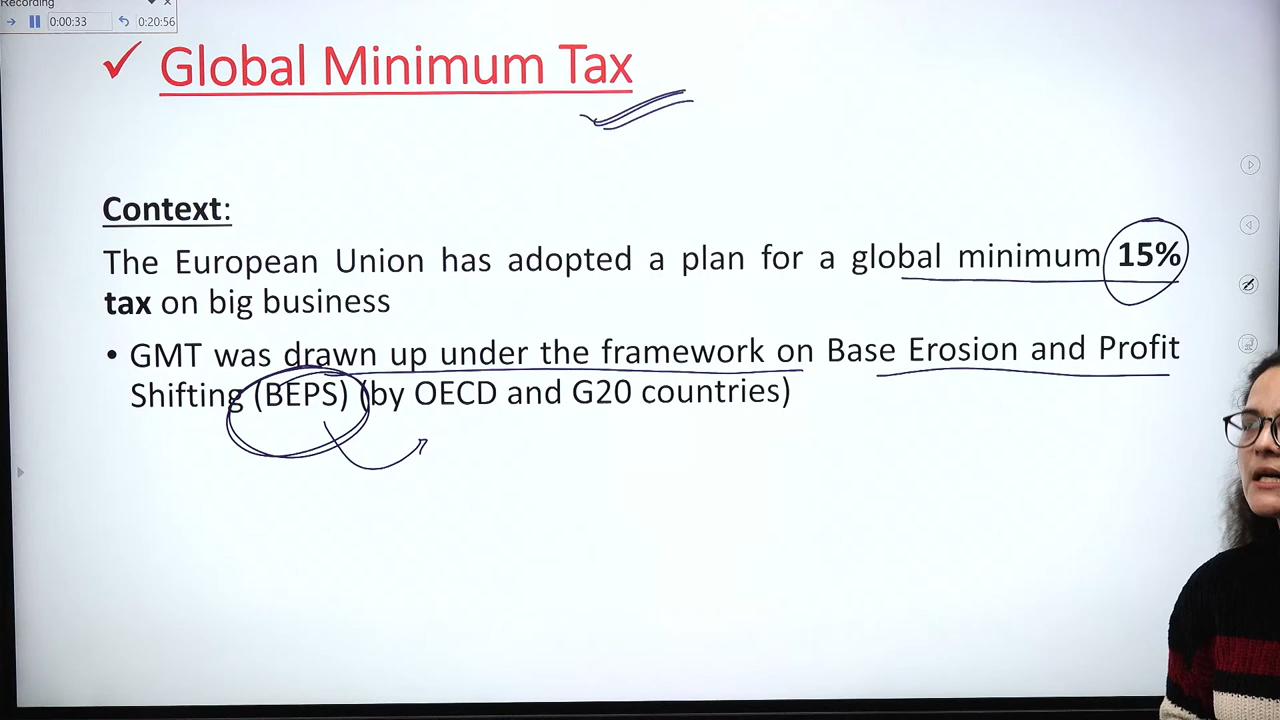 Recording
0:00:33 0:20:56
✓ Global Minimum Tax
Context:
The European Union has adopted a plan for a global minimum 15%
tax on big business
• GMT was drawn up under the framework on Base Erosion and Profit
Shifting (BEPS) (by OECD and G20 countries)